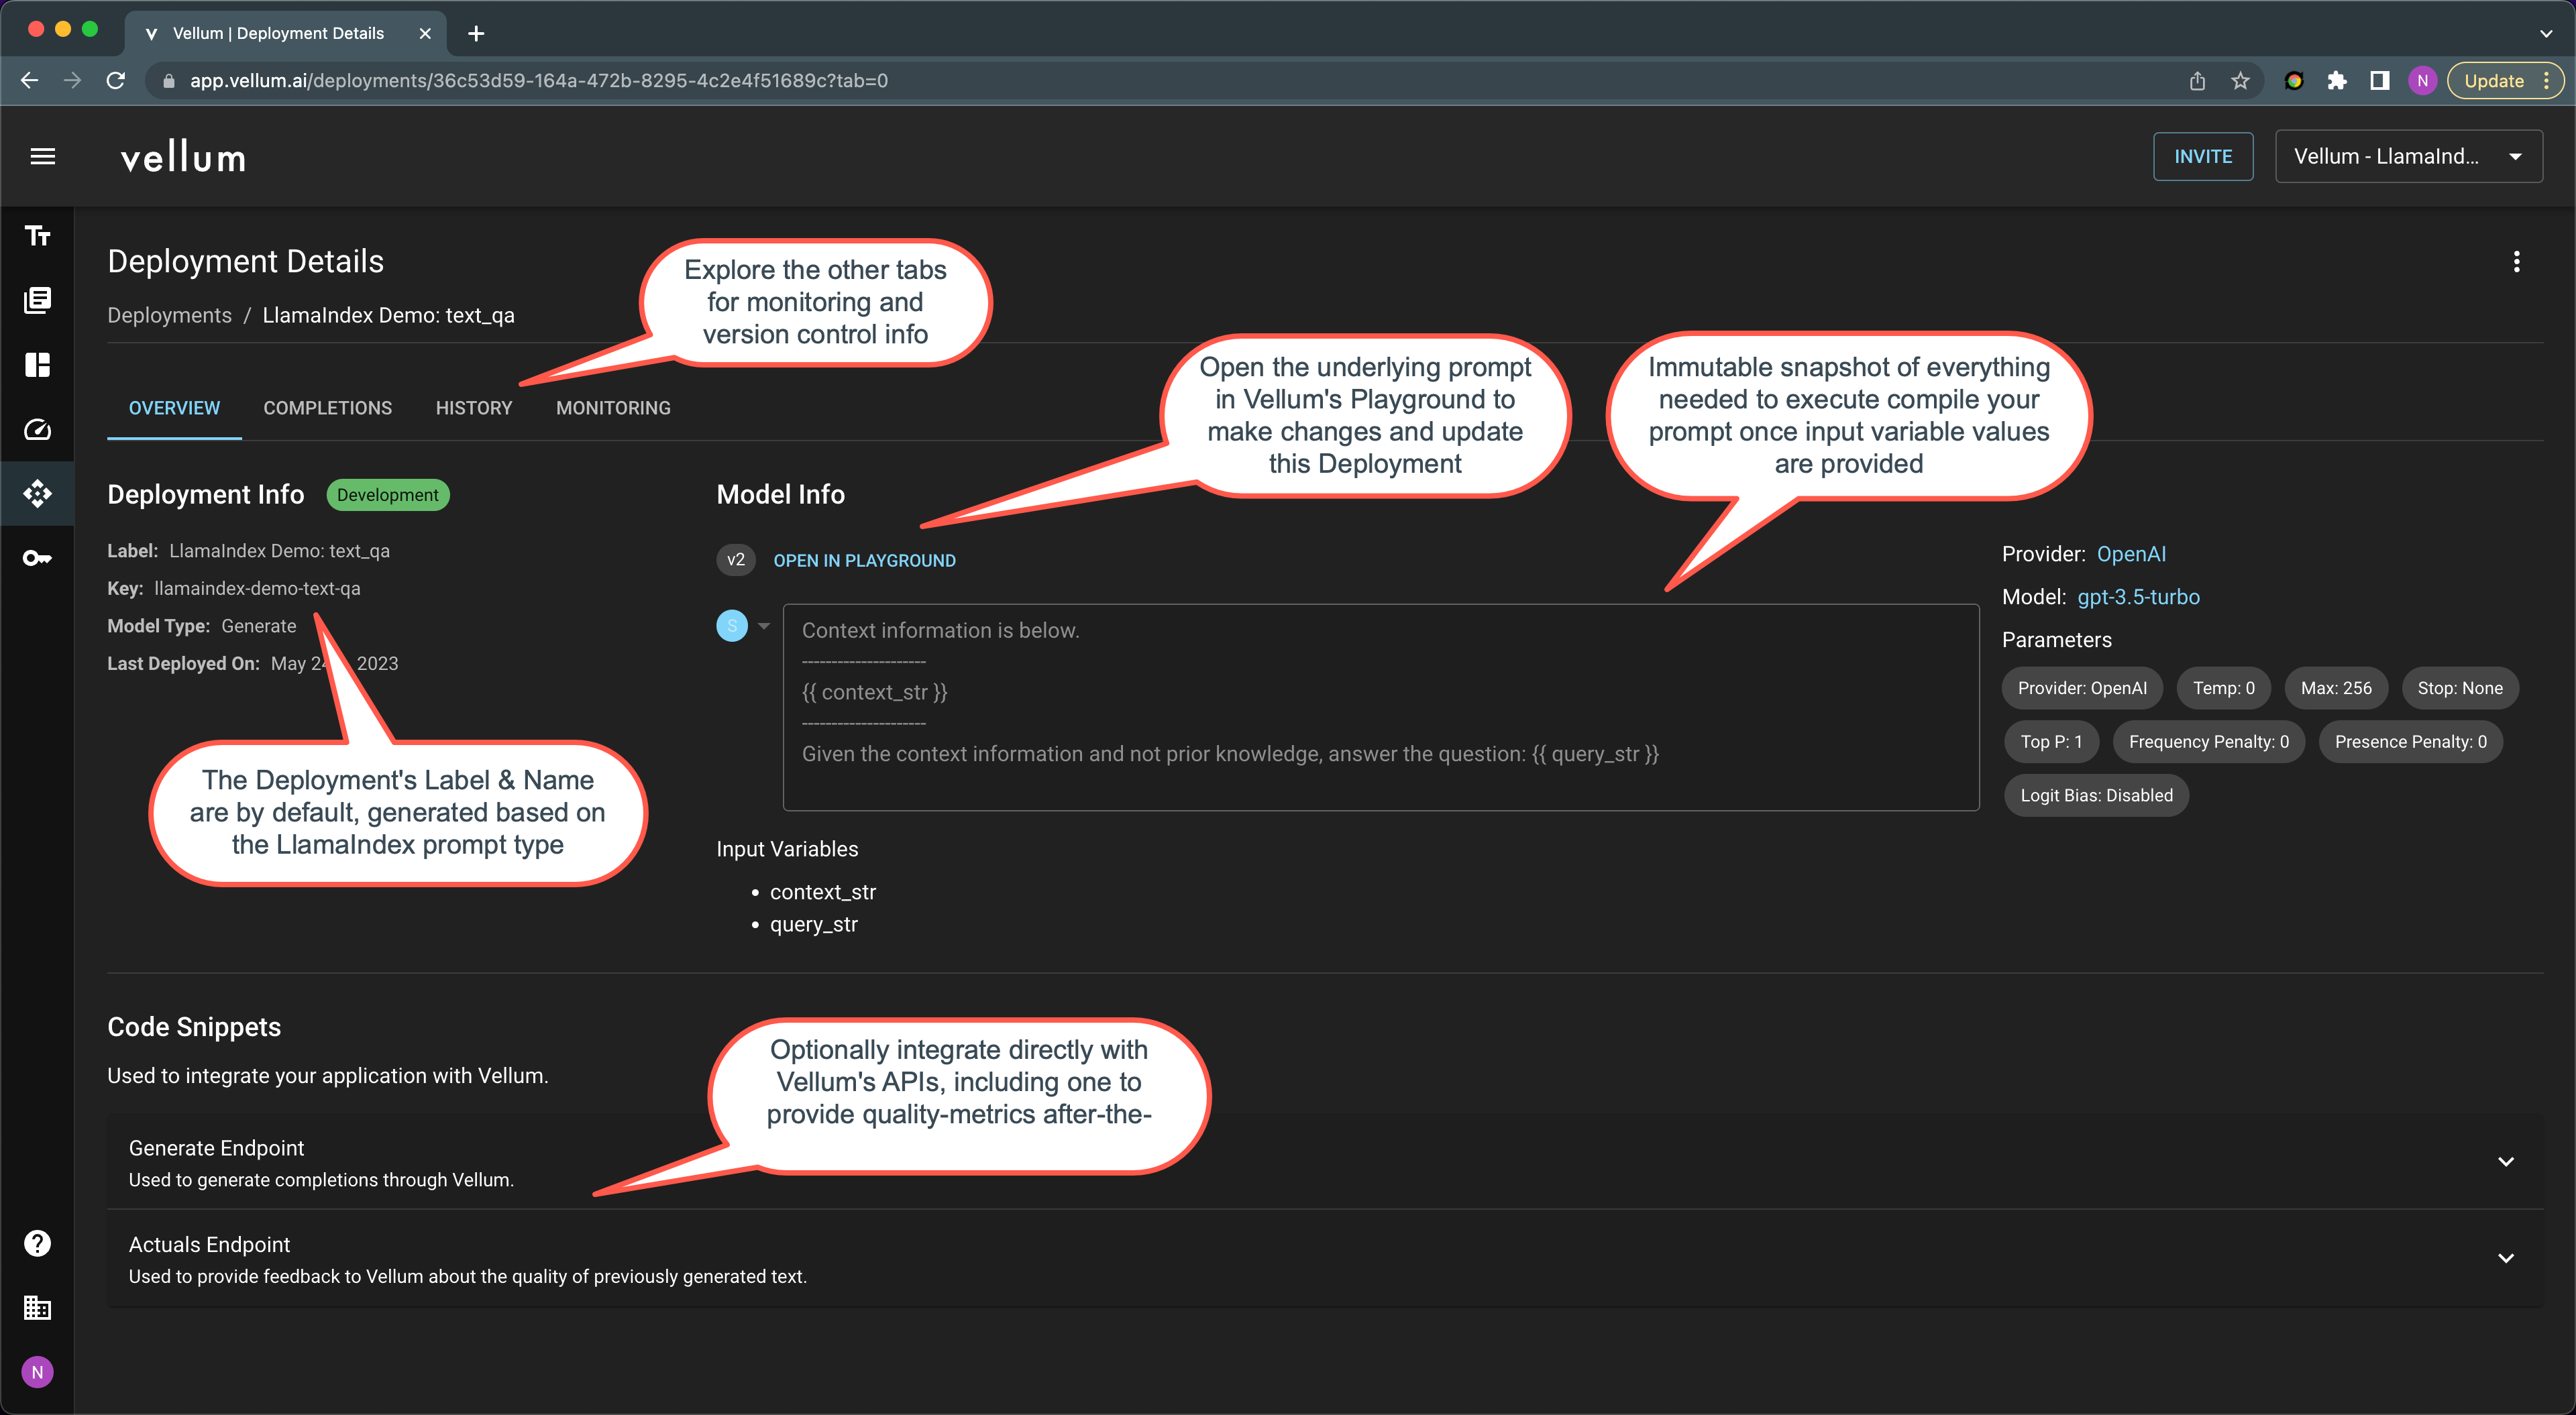 Vellum | Deployment Details
app.vellum.ai/deployments/36c53d59-164a-472b-8295-4c2e4f51689c?tab=0
N
Update
vellum
INVITE
Vellum - LlamaInd...
Deployment Details
Deployments / LlamaIndex Demo: text_qa
Explore the other tabs
for monitoring and
version control info
OVERVIEW COMPLETIONS HISTORY MONITORING
Open the underlying prompt
in Vellum's Playground to
make changes and update
this Deployment
Immutable snapshot of everything
needed to execute compile your
prompt once input variable values
are provided
Deployment Info Development
Label: LlamaIndex Demo: text_qa
Key: llamaindex-demo-text-qa
Model Type: Generate
Last Deployed On: May 2 2023
The Deployment's Label & Name
are by default, generated based on
the LlamaIndex prompt type
Model Info
v2 OPEN IN PLAYGROUND
S
Context information is below.
---------------------
{{ context_str }}
---------------------
Given the context information and not prior knowledge, answer the question: {{ query_str }}
Input Variables
• context_str
• query_str
Provider: OpenAI
Model: gpt-3.5-turbo
Parameters
Provider: OpenAI Temp: 0 Max: 256 Stop: None
Top P: 1 Frequency Penalty: 0 Presence Penalty: 0
Logit Bias: Disabled
Code Snippets
Used to integrate your application with Vellum.
Optionally integrate directly with
Vellum's APIs, including one to
provide quality-metrics after-the-
Generate Endpoint
Used to generate completions through Vellum.
Actuals Endpoint
Used to provide feedback to Vellum about the quality of previously generated text.
N